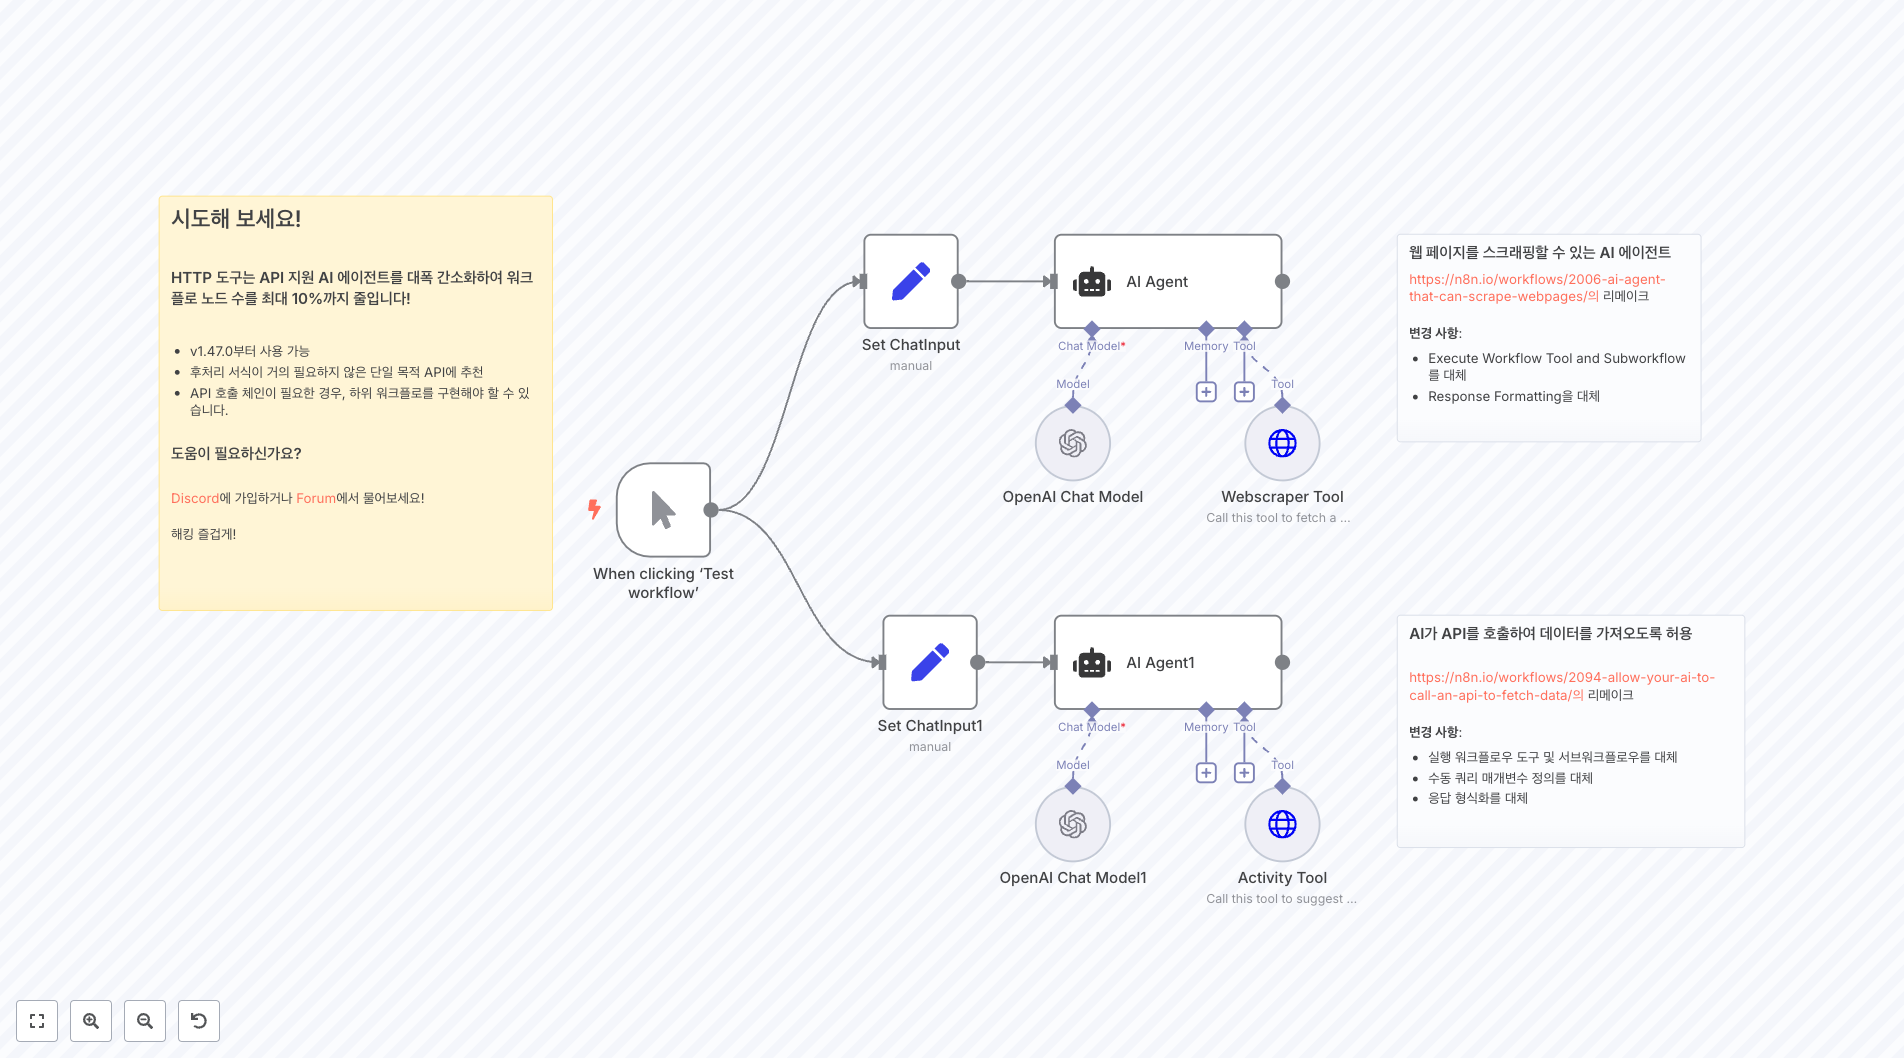 시도해 보세요!
HTTP 도구는 API 지원 AI 에이전트를 대폭 간소화하여 워크
플로 노드 수를 최대 10%까지 줄입니다!
v1.47.0부터 사용 가능
후처리 서식이 거의 필요하지 않은 단일 목적 API에 추천
API 호출 체인이 필요한 경우, 하위 워크플로를 구현해야 할 수 있
습니다.
도움이 필요하신가요?
Discord에 가입하거나 Forum에서 물어보세요!
해킹 즐겁게!
When clicking ‘Test
workflow’
Set ChatInput
manual
AI Agent
Chat Model*
Memory
Tool
Model
Tool
OpenAI Chat Model
Webscraper Tool
Call this tool to fetch a ...
웹 페이지를 스크래핑할 수 있는 AI 에이전트
https://n8n.io/workflows/2006-ai-agent-
that-can-scrape-webpages/의 리메이크
변경 사항:
Execute Workflow Tool and Subworkflow
를 대체
Response Formatting을 대체
Set ChatInput1
manual
AI Agent1
Chat Model*
Memory
Tool
Model
Tool
OpenAI Chat Model1
Activity Tool
Call this tool to suggest ...
AI가 API를 호출하여 데이터를 가져오도록 허용
https://n8n.io/workflows/2094-allow-your-ai-to-
call-an-api-to-fetch-data/의 리메이크
변경 사항:
실행 워크플로우 도구 및 서브워크플로우를 대체
수동 쿼리 매개변수 정의를 대체
응답 형식화를 대체